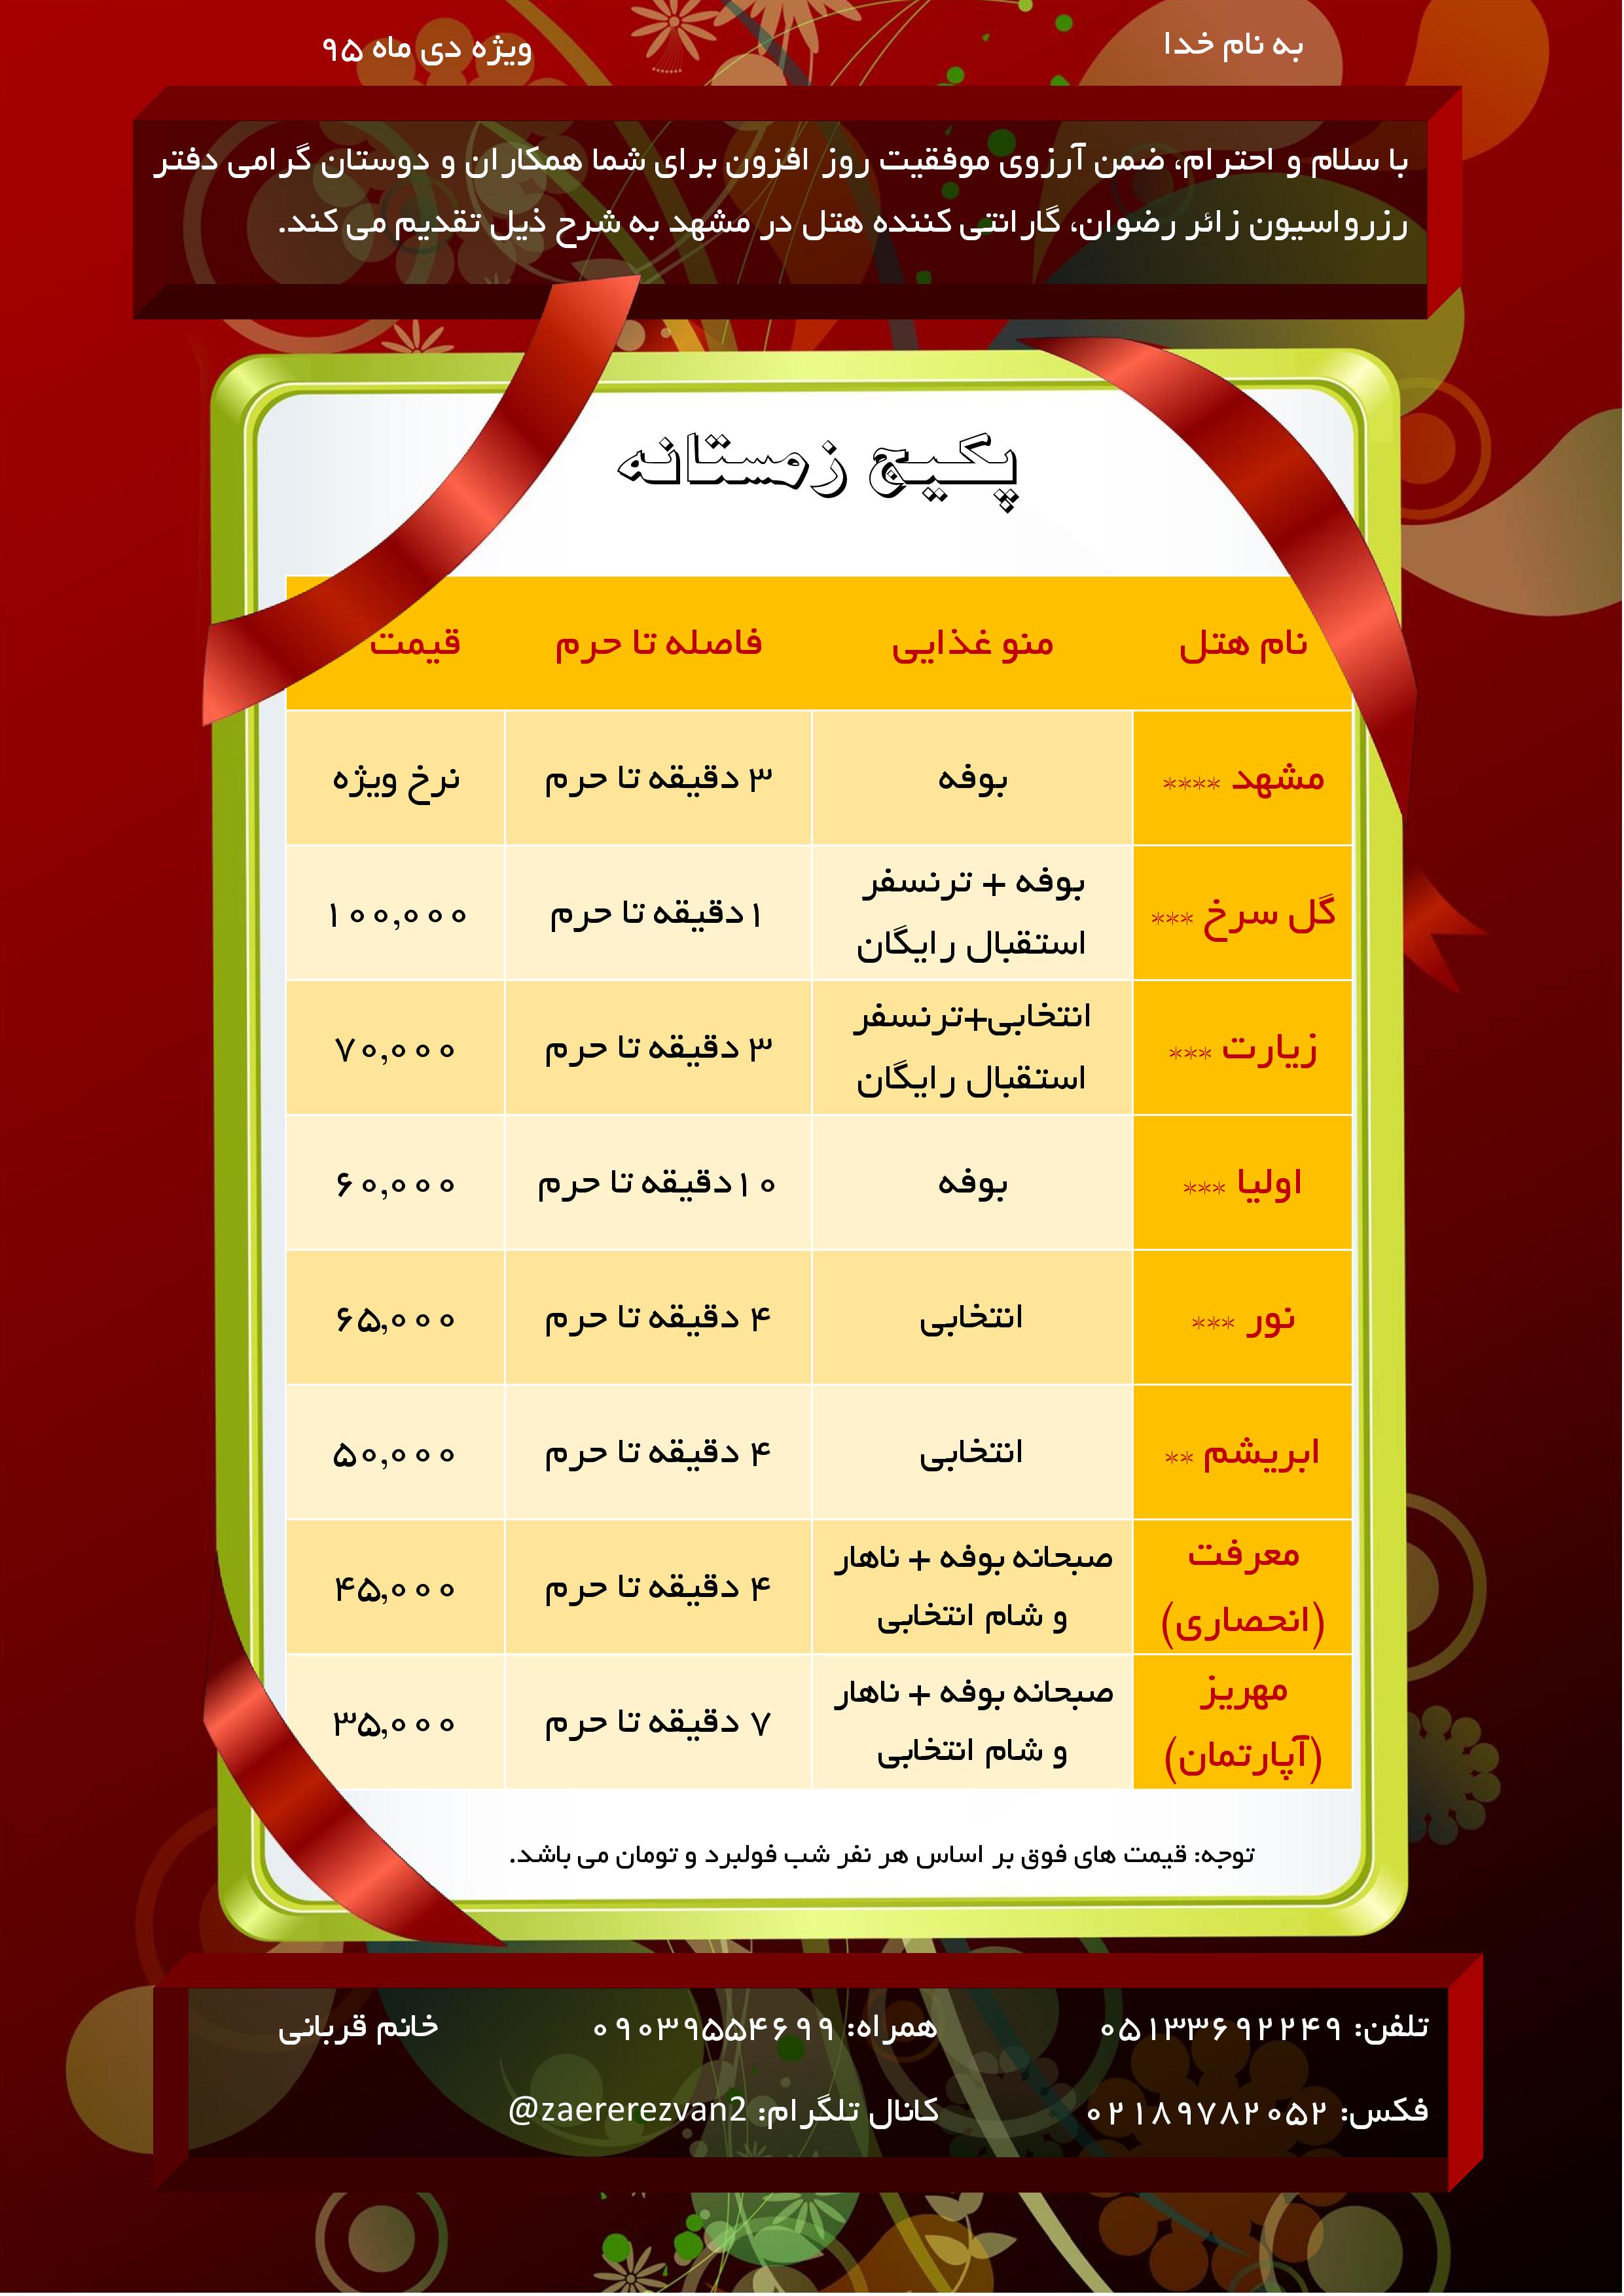 به نام خدا
ویژه دی ماه ۹۵
با سلام و احترام، ضمن آرزوی موفقیت روز افزون برای شما همکاران و دوستان گرامی دفتر
رزرواسیون زائر رضوان، گارانتی کننده هتل در مشهد به شرح ذیل تقدیم می کند.
پکیج زمستانه
نام هتل منو غذایی فاصله تا حرم قیمت
مشهد **** بوفه ۳ دقیقه تا حرم نرخ ویژه
گل سرخ *** بوفه + ترنسفر
استقبال رایگان ۱دقیقه تا حرم ۱۰۰,۰۰۰
زیارت *** انتخابی+ترنسفر
استقبال رایگان ۳ دقیقه تا حرم ۷۰,۰۰۰
اولیا *** بوفه ۱۰دقیقه تا حرم ۶۰,۰۰۰
نور *** انتخابی ۴ دقیقه تا حرم ۶۵,۰۰۰
ابریشم ** انتخابی ۴ دقیقه تا حرم ۵۰,۰۰۰
معرفت
(انحصاری) صبحانه بوفه + ناهار
و شام انتخابی ۴ دقیقه تا حرم ۴۵,۰۰۰
مهریز
(آپارتمان) صبحانه بوفه + ناهار
و شام انتخابی ۷ دقیقه تا حرم ۳۵,۰۰۰
توجه: قیمت های فوق بر اساس هر نفر شب فولبرد و تومان می باشد.
تلفن: ۰۵۱۳۳۶۹۲۲۴۹ همراه: ۰۹۰۳۹۵۵۴۶۹۹ خانم قربانی
فکس: ۰۲۱۸۹۷۸۲۰۵۲ کانال تلگرام: @zaererezvan2